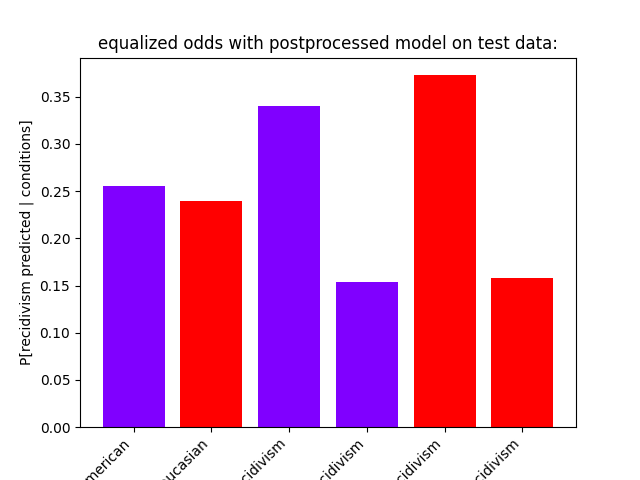 equalized odds with postprocessed model on test data:
P[recidivism predicted | conditions]
0.35
0.30
0.25
0.20
0.15
0.10
0.05
0.00
merican
ucasian
cidivism
cidivism
cidivism
cidivism